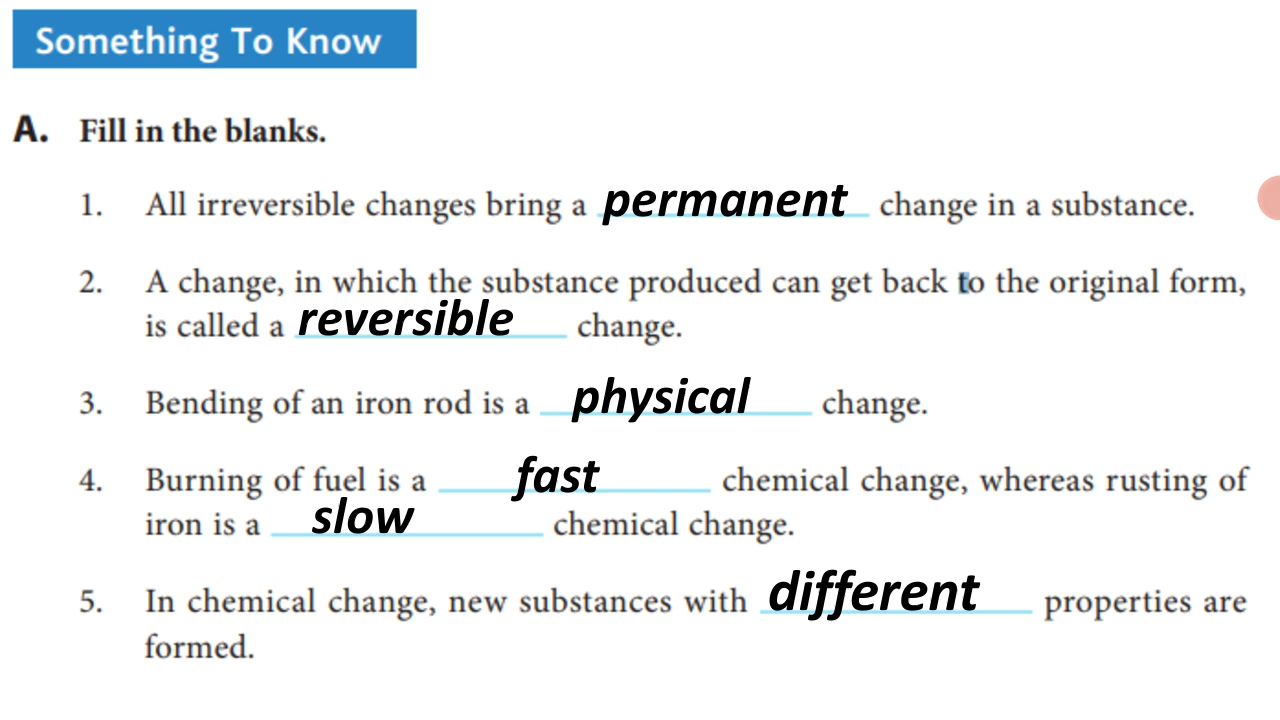 Something To Know
A. Fill in the blanks.
1. All irreversible changes bring a permanent change in a substance.
2. A change, in which the substance produced can get back to the original form,
is called a reversible change.
3. Bending of an iron rod is a physical change.
4. Burning of fuel is a fast chemical change, whereas rusting of
iron is a slow chemical change.
5. In chemical change, new substances with different properties are
formed.